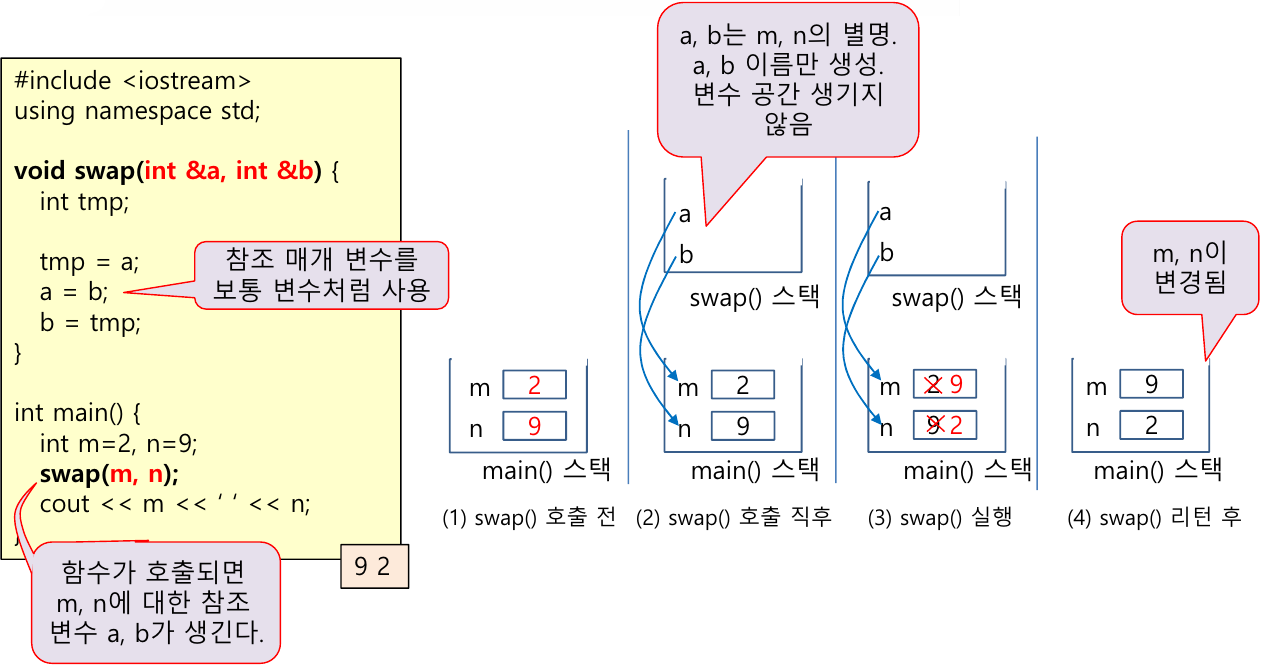 #include <iostream>
using namespace std;
void swap(int &a, int &b) {
int tmp;
tmp = a;
a = b;
b = tmp;
}
int main() {
int m=2, n=9;
swap(m, n);
cout << m << ‘ ‘ << n;
참조 매개 변수를
보통 변수처럼 사용
함수가 호출되면
m, n에 대한 참조
변수 a, b가 생긴다.
9 2
m 2
n 9
main() 스택
(1) swap() 호출 전
a, b는 m, n의 별명.
a, b 이름만 생성.
변수 공간 생기지
않음
a
b
swap() 스택
m 2
n 9
main() 스택
(2) swap() 호출 직후
a
b
swap() 스택
m 2 9
n 9 2
main() 스택
(3) swap() 실행
m, n이
변경됨
m 9
n 2
main() 스택
(4) swap() 리턴 후